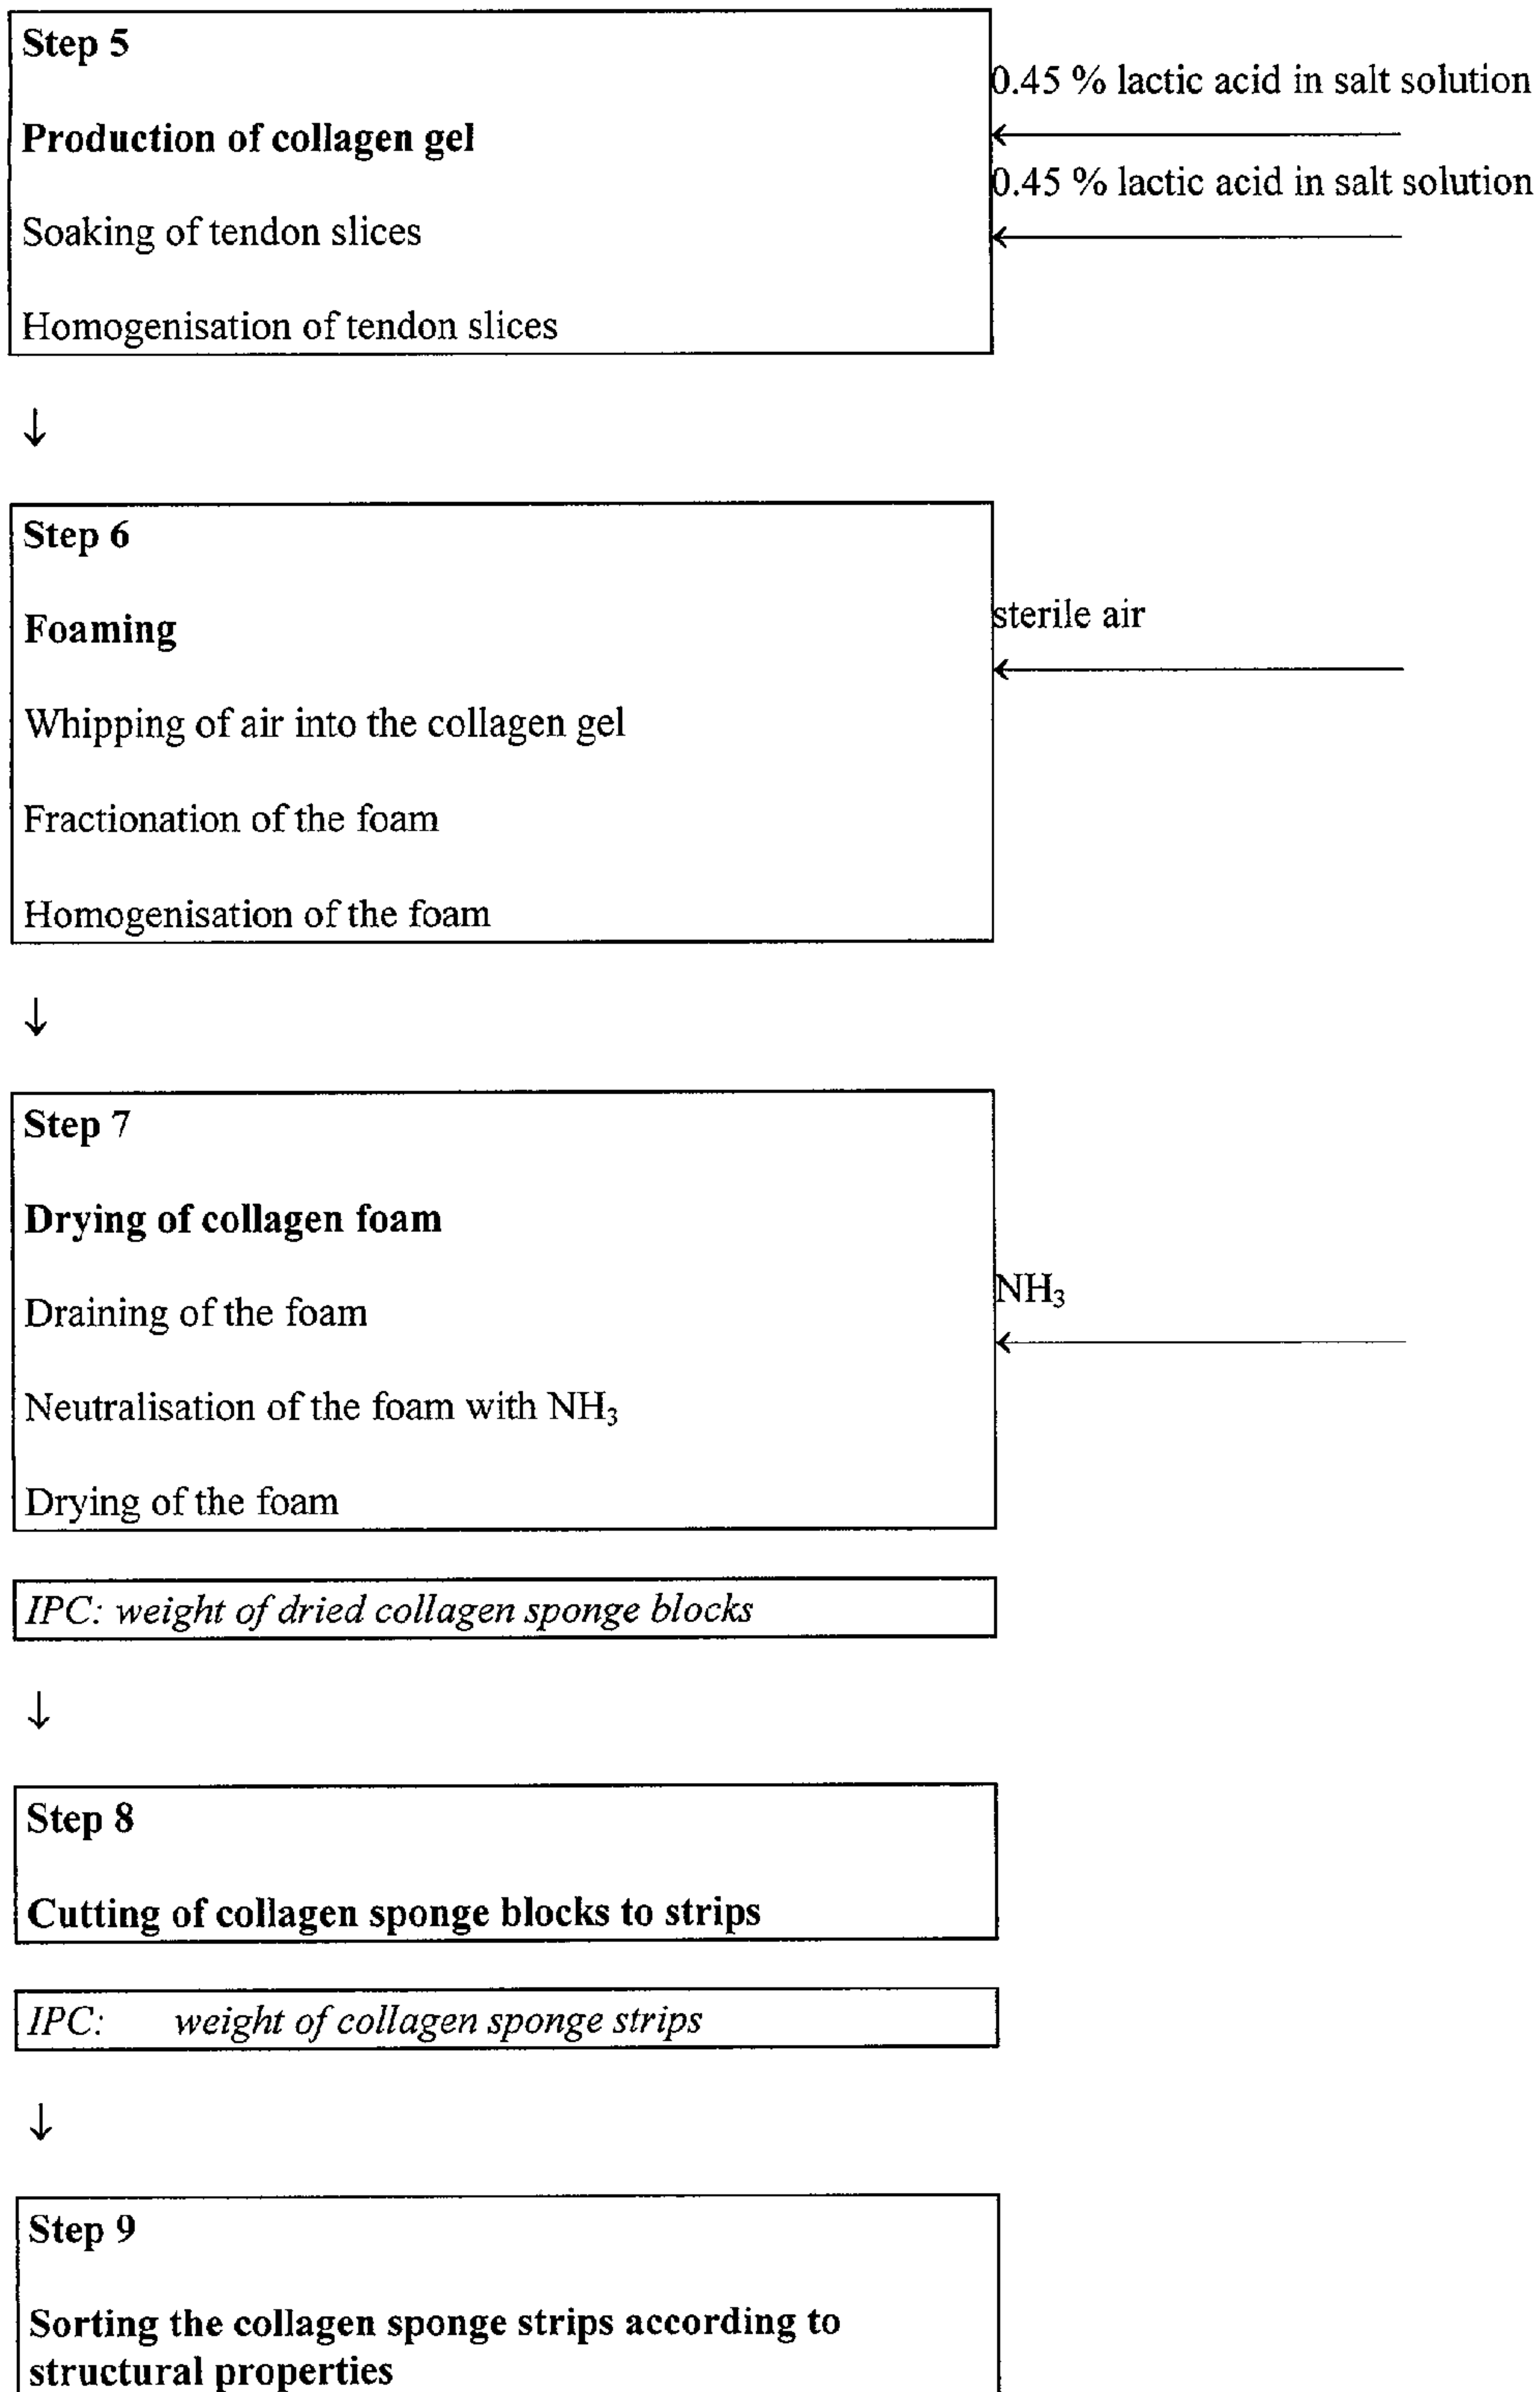 Step 5
0.45 % lactic acid in salt solution
Production of collagen gel
0.45 % lactic acid in salt solution
Soaking of tendon slices
Homogenisation of tendon slices
↓
Step 6
sterile air
Foaming
Whipping of air into the collagen gel
Fractionation of the foam
Homogenisation of the foam
↓
Step 7
Drying of collagen foam
NH₃
Draining of the foam
Neutralisation of the foam with NH₃
Drying of the foam
IPC: weight of dried collagen sponge blocks
↓
Step 8
Cutting of collagen sponge blocks to strips
IPC: weight of collagen sponge strips
↓
Step 9
Sorting the collagen sponge strips according to
structural properties